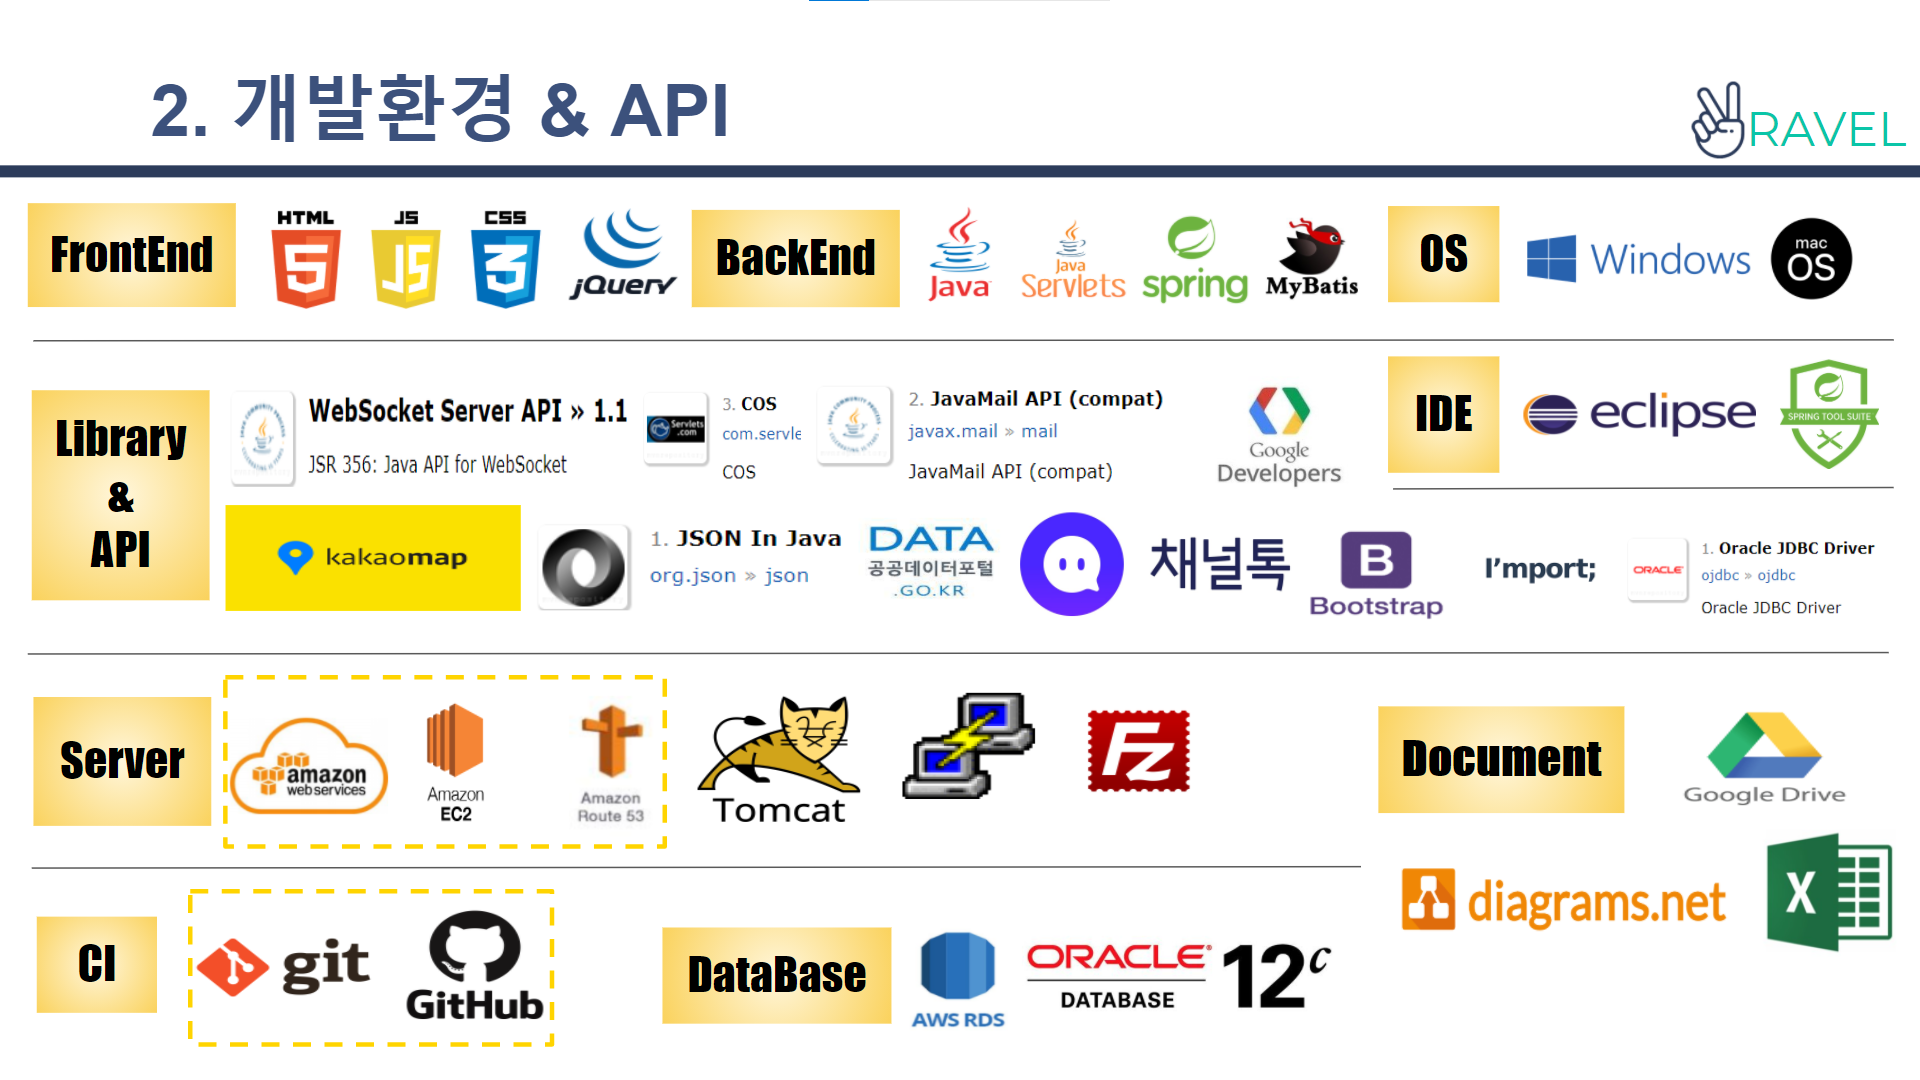 2. 개발환경 & API
RAVEL
FrontEnd
HTML
JS
CSS
jQuery
BackEnd
Java
Java
Servlets
spring
MyBatis
OS
Windows
mac
OS
Library
&
API
WebSocket Server API » 1.1
JSR 356: Java API for WebSocket
Servlets
.com
3. COS
com.servle
COS
2. JavaMail API (compat)
javax.mail » mail
JavaMail API (compat)
Google
Developers
IDE
eclipse
SPRING TOOL SUITE
kakaomap
1. JSON In Java
org.json » json
DATA
공공데이터포털
.GO.KR
채널톡
B
Bootstrap
I'mport;
ORACLE
1. Oracle JDBC Driver
ojdbc » ojdbc
Oracle JDBC Driver
Server
amazon
webservices
Amazon
EC2
Amazon
Route 53
Tomcat
Fz
Document
Google Drive
diagrams.net
X
CI
git
GitHub
DataBase
AWS RDS
ORACLE®
DATABASE
12c